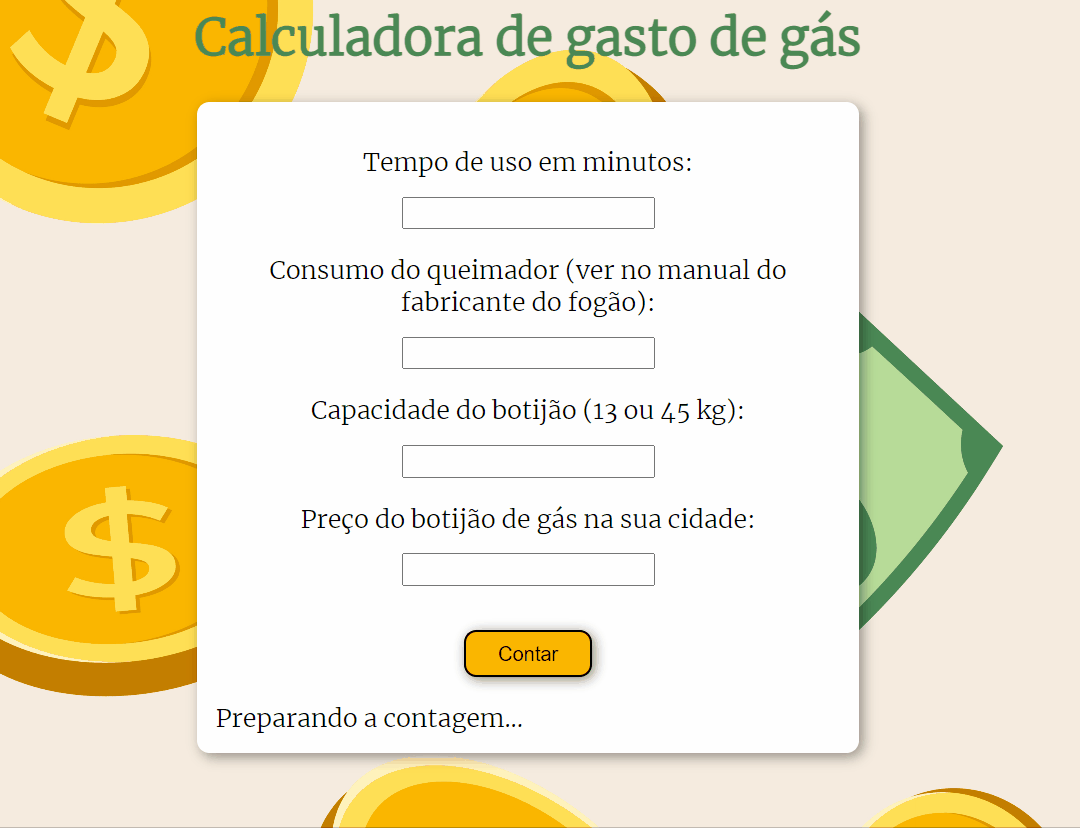 $
Calculadora de gasto de gás
Tempo de uso em minutos:
Consumo do queimador (ver no manual do
fabricante do fogão):
Capacidade do botijão (13 ou 45 kg):
Preço do botijão de gás na sua cidade:
$
Contar
Preparando a contagem...